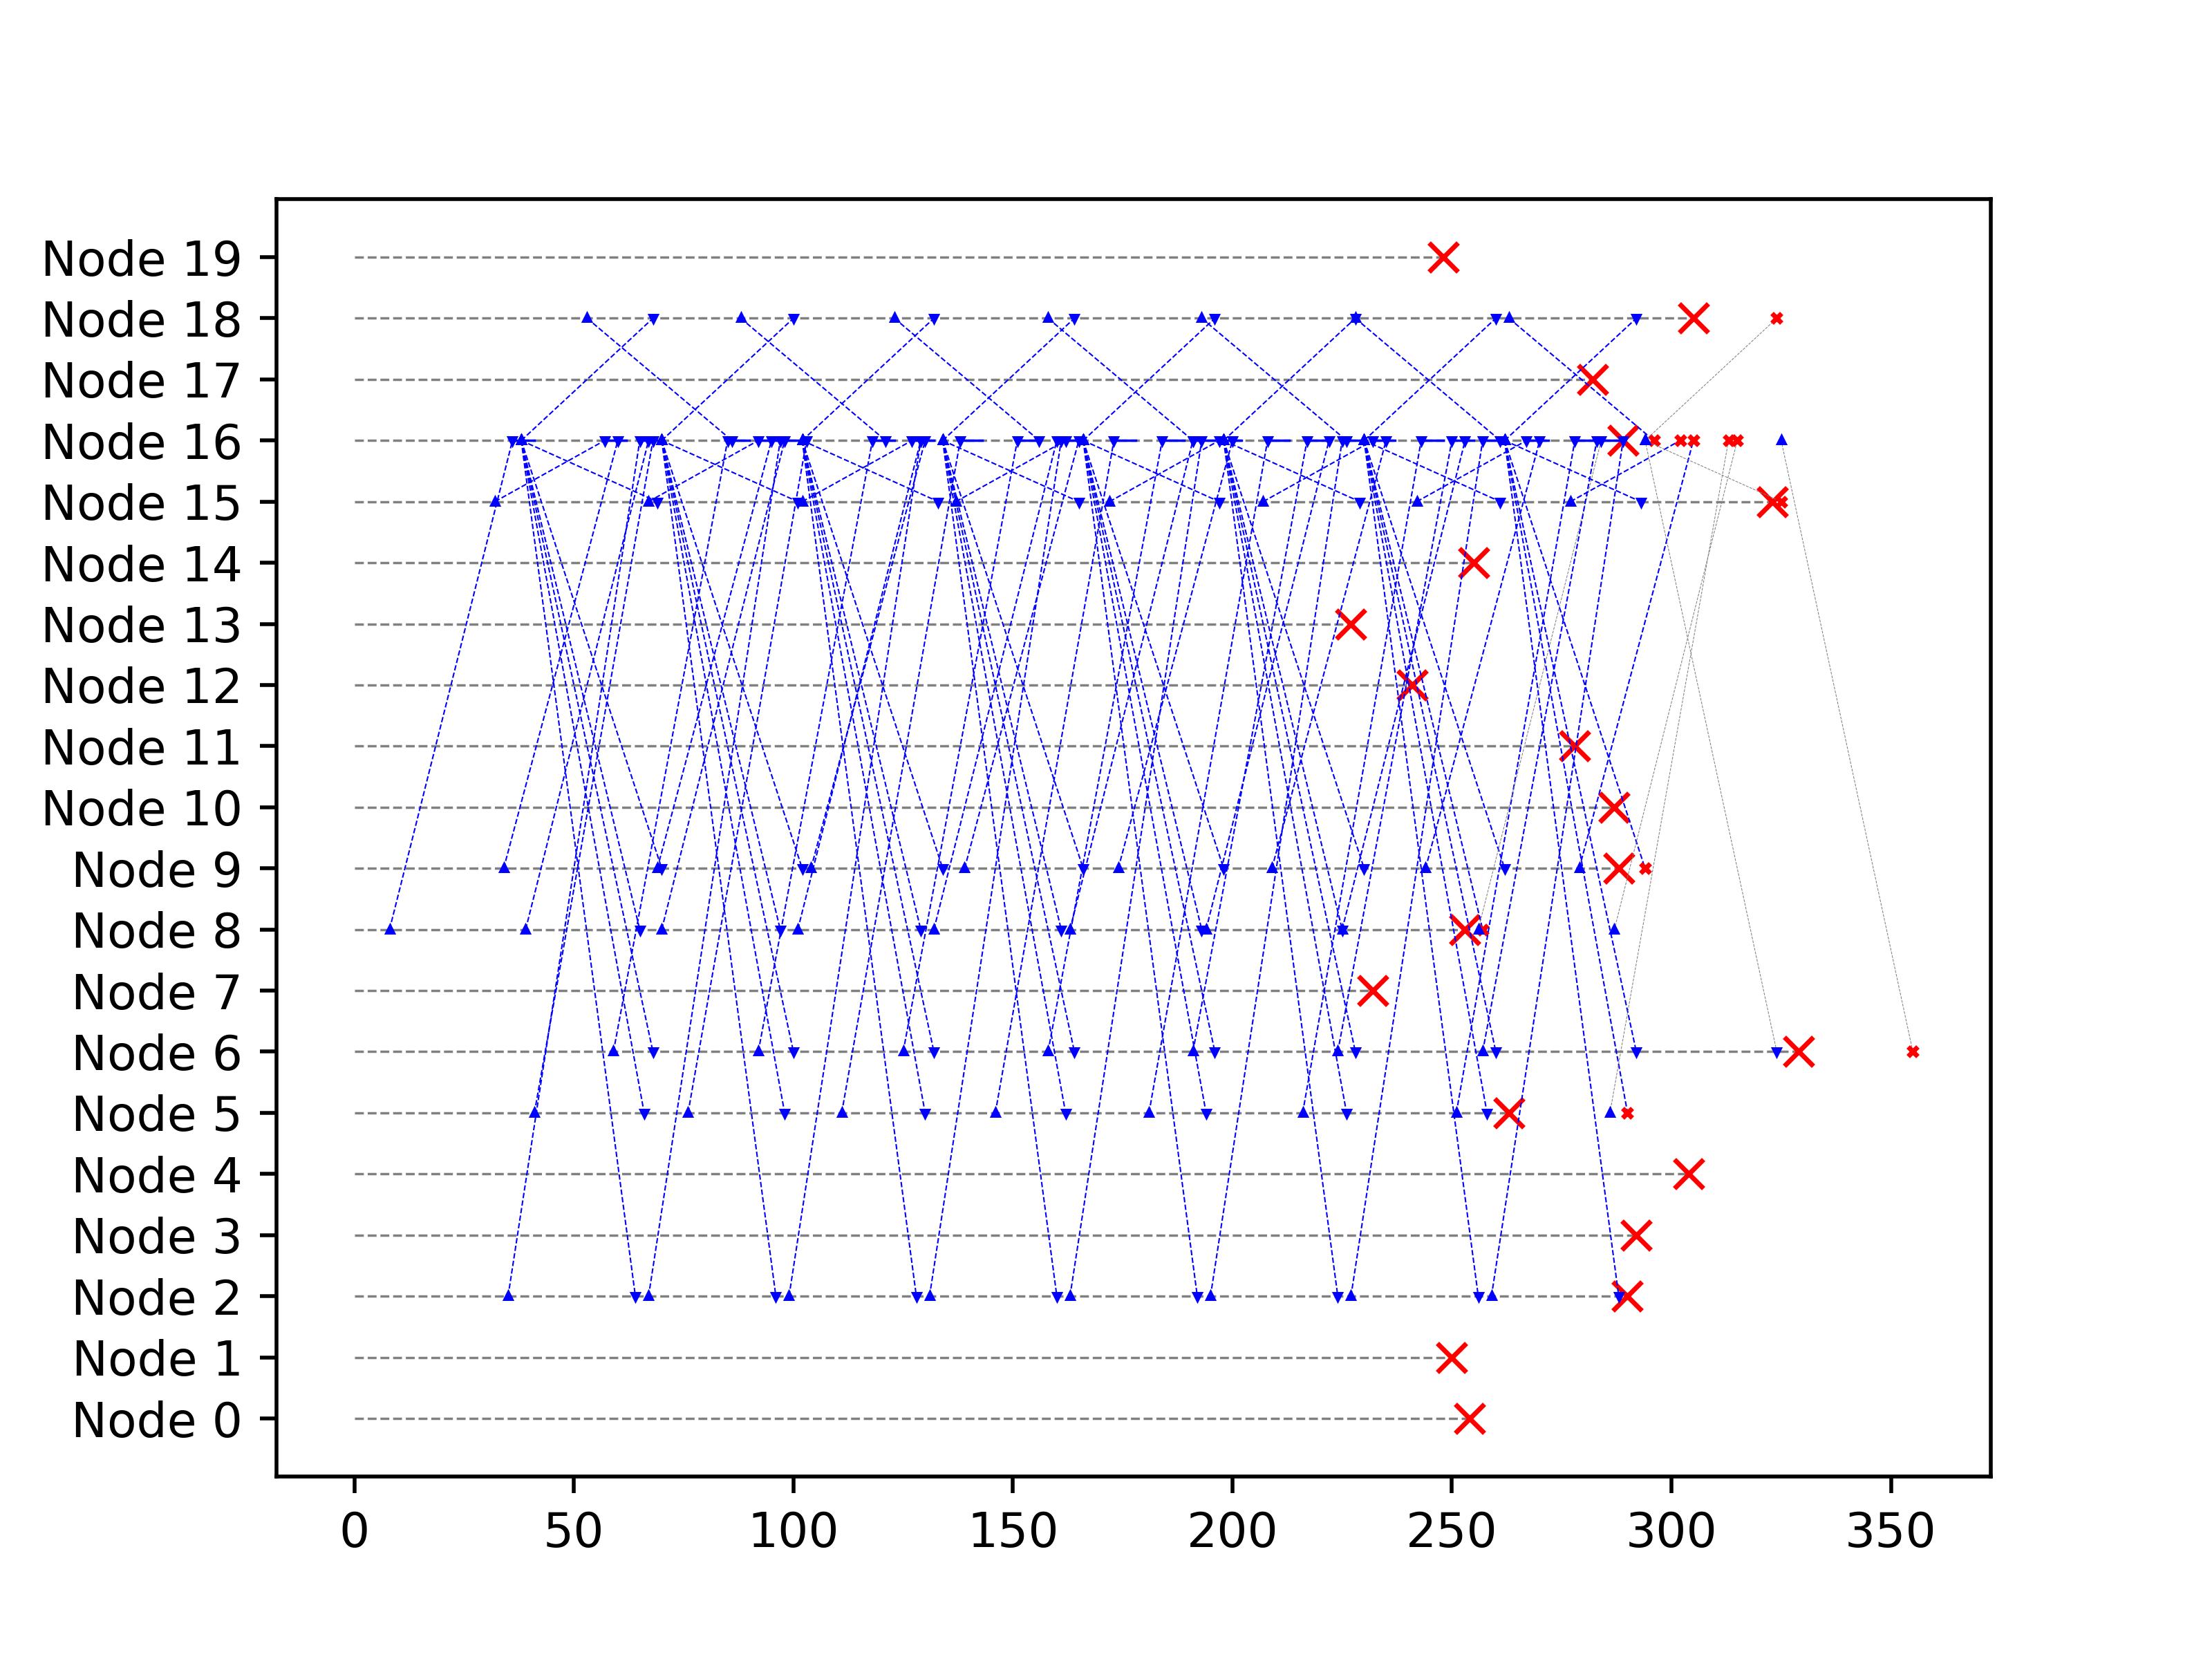 Node 19
Node 18
Node 17
Node 16
Node 15
Node 14
Node 13
Node 12
Node 11
Node 10
Node 9
Node 8
Node 7
Node 6
Node 5
Node 4
Node 3
Node 2
Node 1
Node 0
0 50 100 150 200 250 300 350